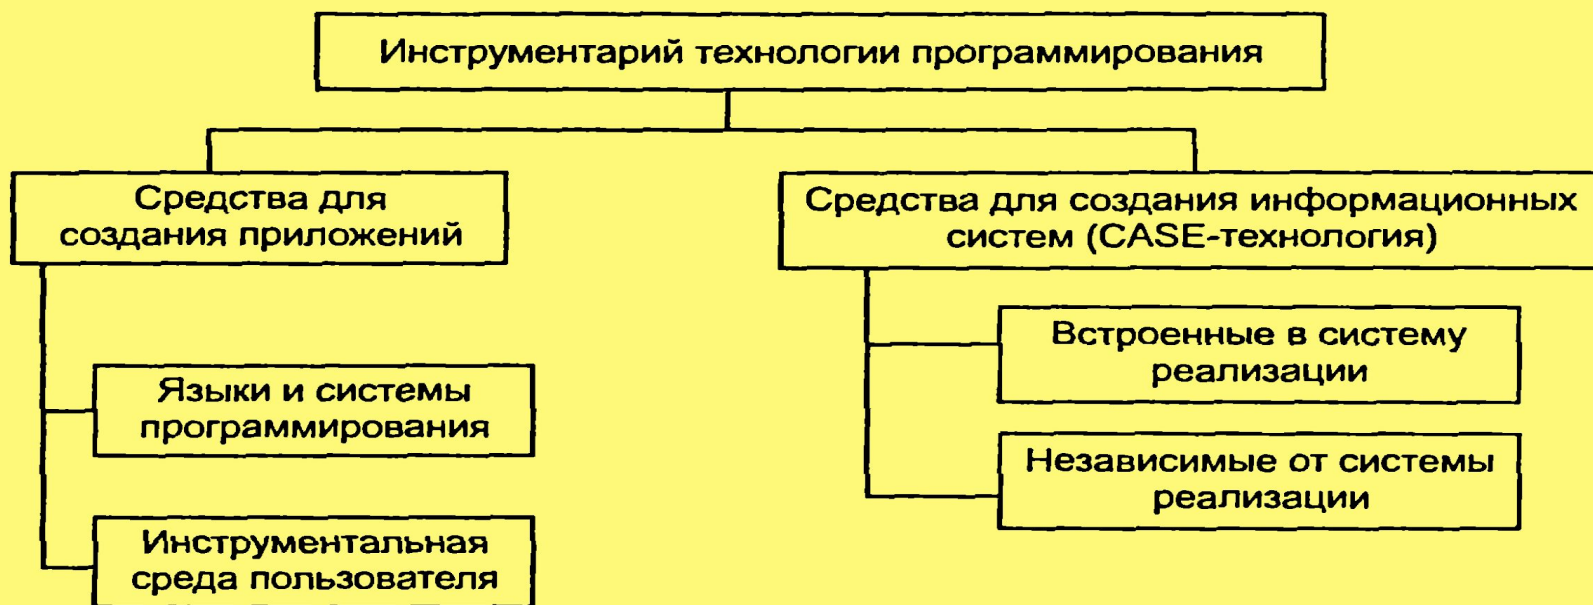 Инструментарий технологии программирования
Средства для
создания приложений
Языки и системы
программирования
Инструментальная
среда пользователя
Средства для создания информационных
систем (CASE-технология)
Встроенные в систему
реализации
Независимые от системы
реализации